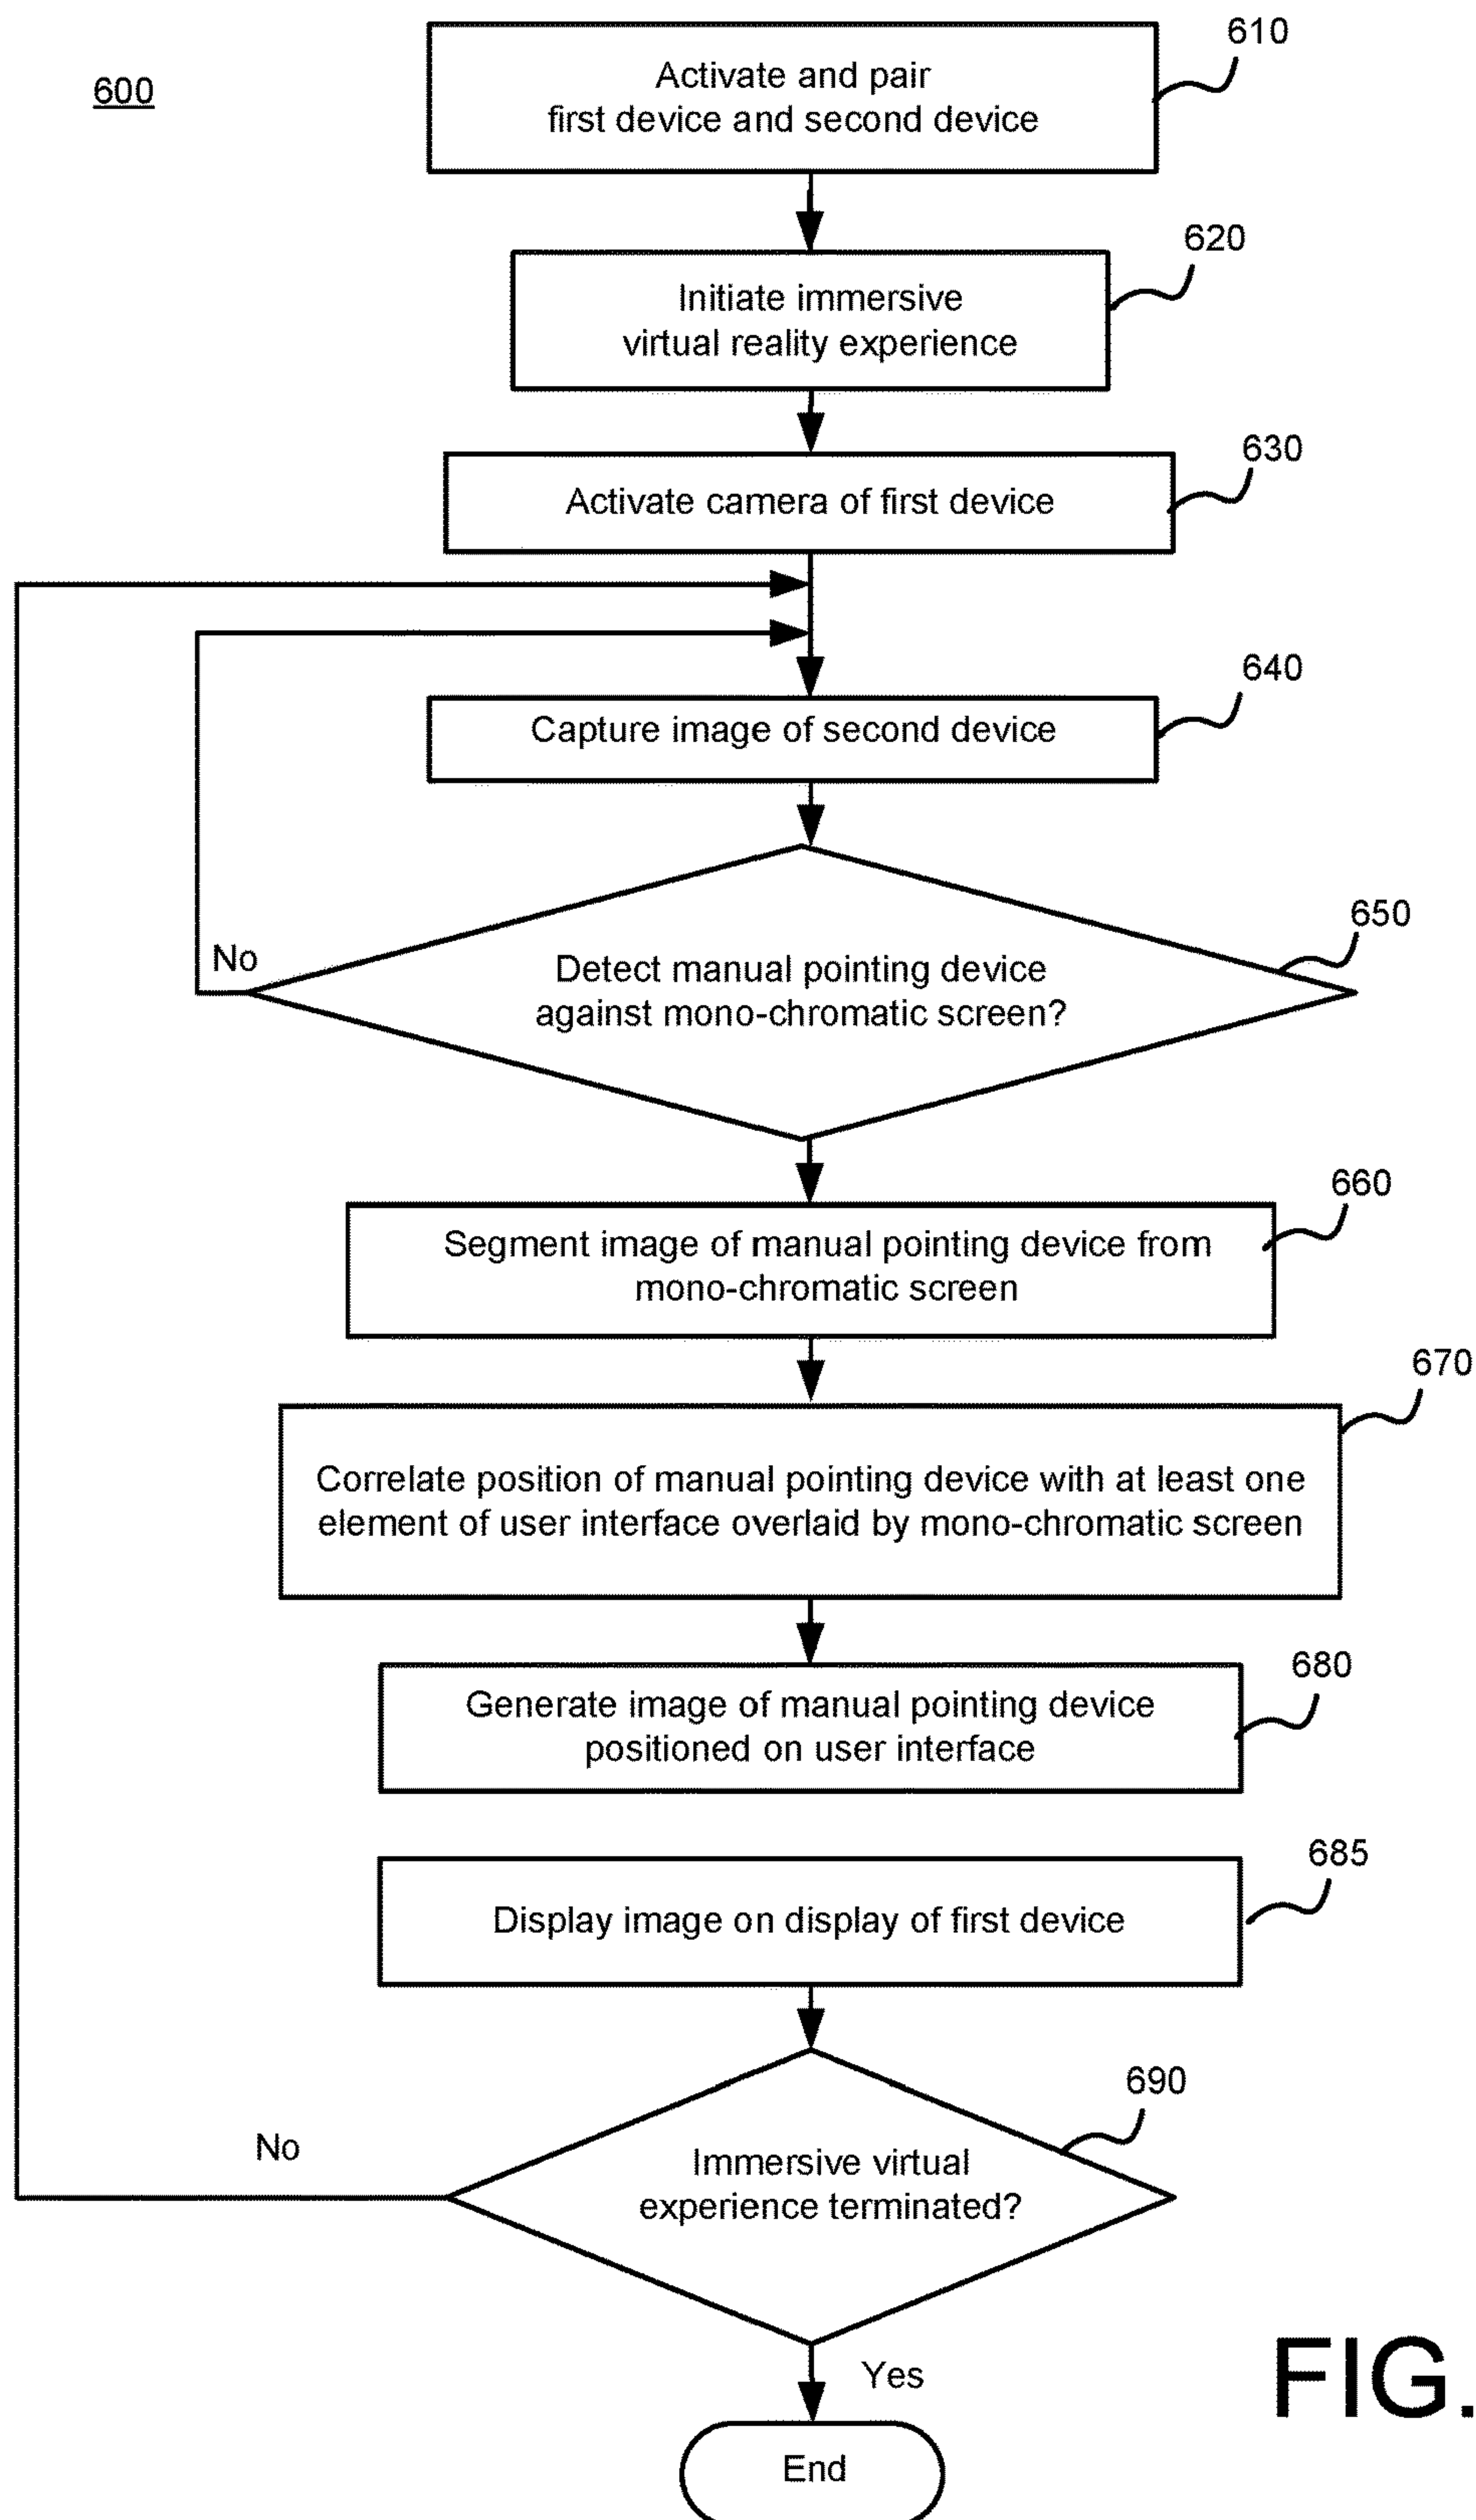 600
610
Activate and pair
first device and second device
620
Initiate immersive
virtual reality experience
630
Activate camera of first device
640
Capture image of second device
650
No
Detect manual pointing device
against mono-chromatic screen?
660
Segment image of manual pointing device from
mono-chromatic screen
670
Correlate position of manual pointing device with at least one
element of user interface overlaid by mono-chromatic screen
680
Generate image of manual pointing device
positioned on user interface
685
Display image on display of first device
690
No
Immersive virtual
experience terminated?
Yes
FIG.
End